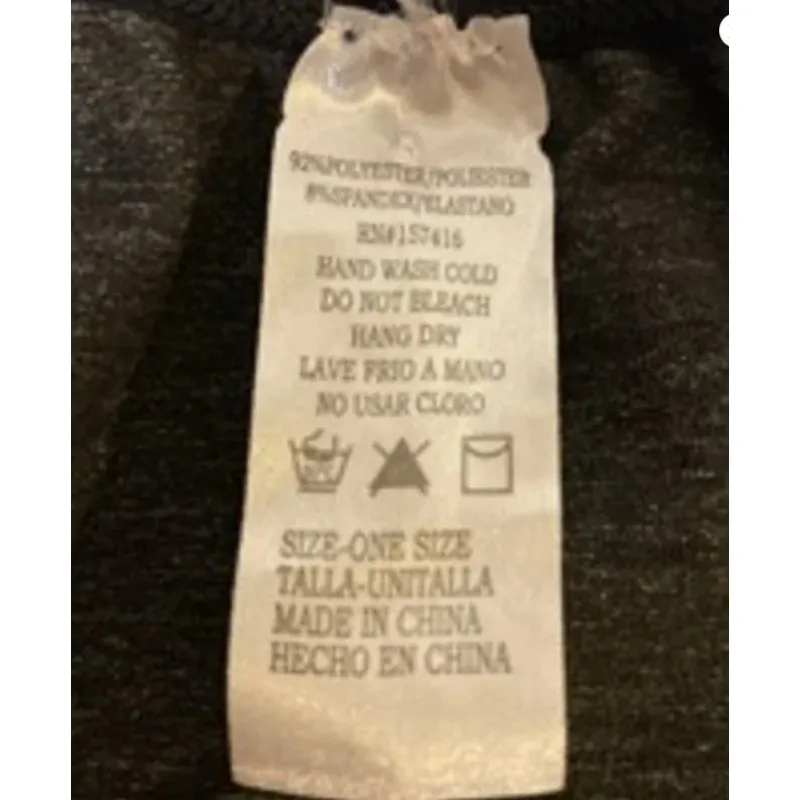 92%POLYESTER/POLIESTER
8%SPANDEX/ELASTANO
RN#157416
HAND WASH COLD
DO NOT BLEACH
HANG DRY
LAVE FRIO A MANO
NO USAR CLORO
30°C
SIZE-ONE SIZE
TALLA-UNITALLA
MADE IN CHINA
HECHO EN CHINA